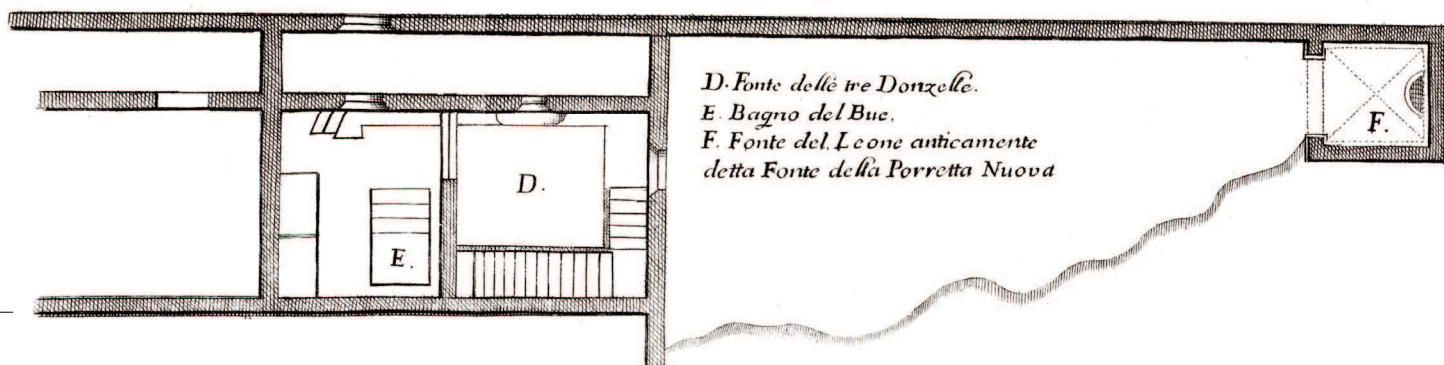 D. Fonte delle tre Donzelle.
E. Bagno del Bue.
F. Fonte del Leone anticamente
detta Fonte della Porretta Nuova
D.
E.
F.